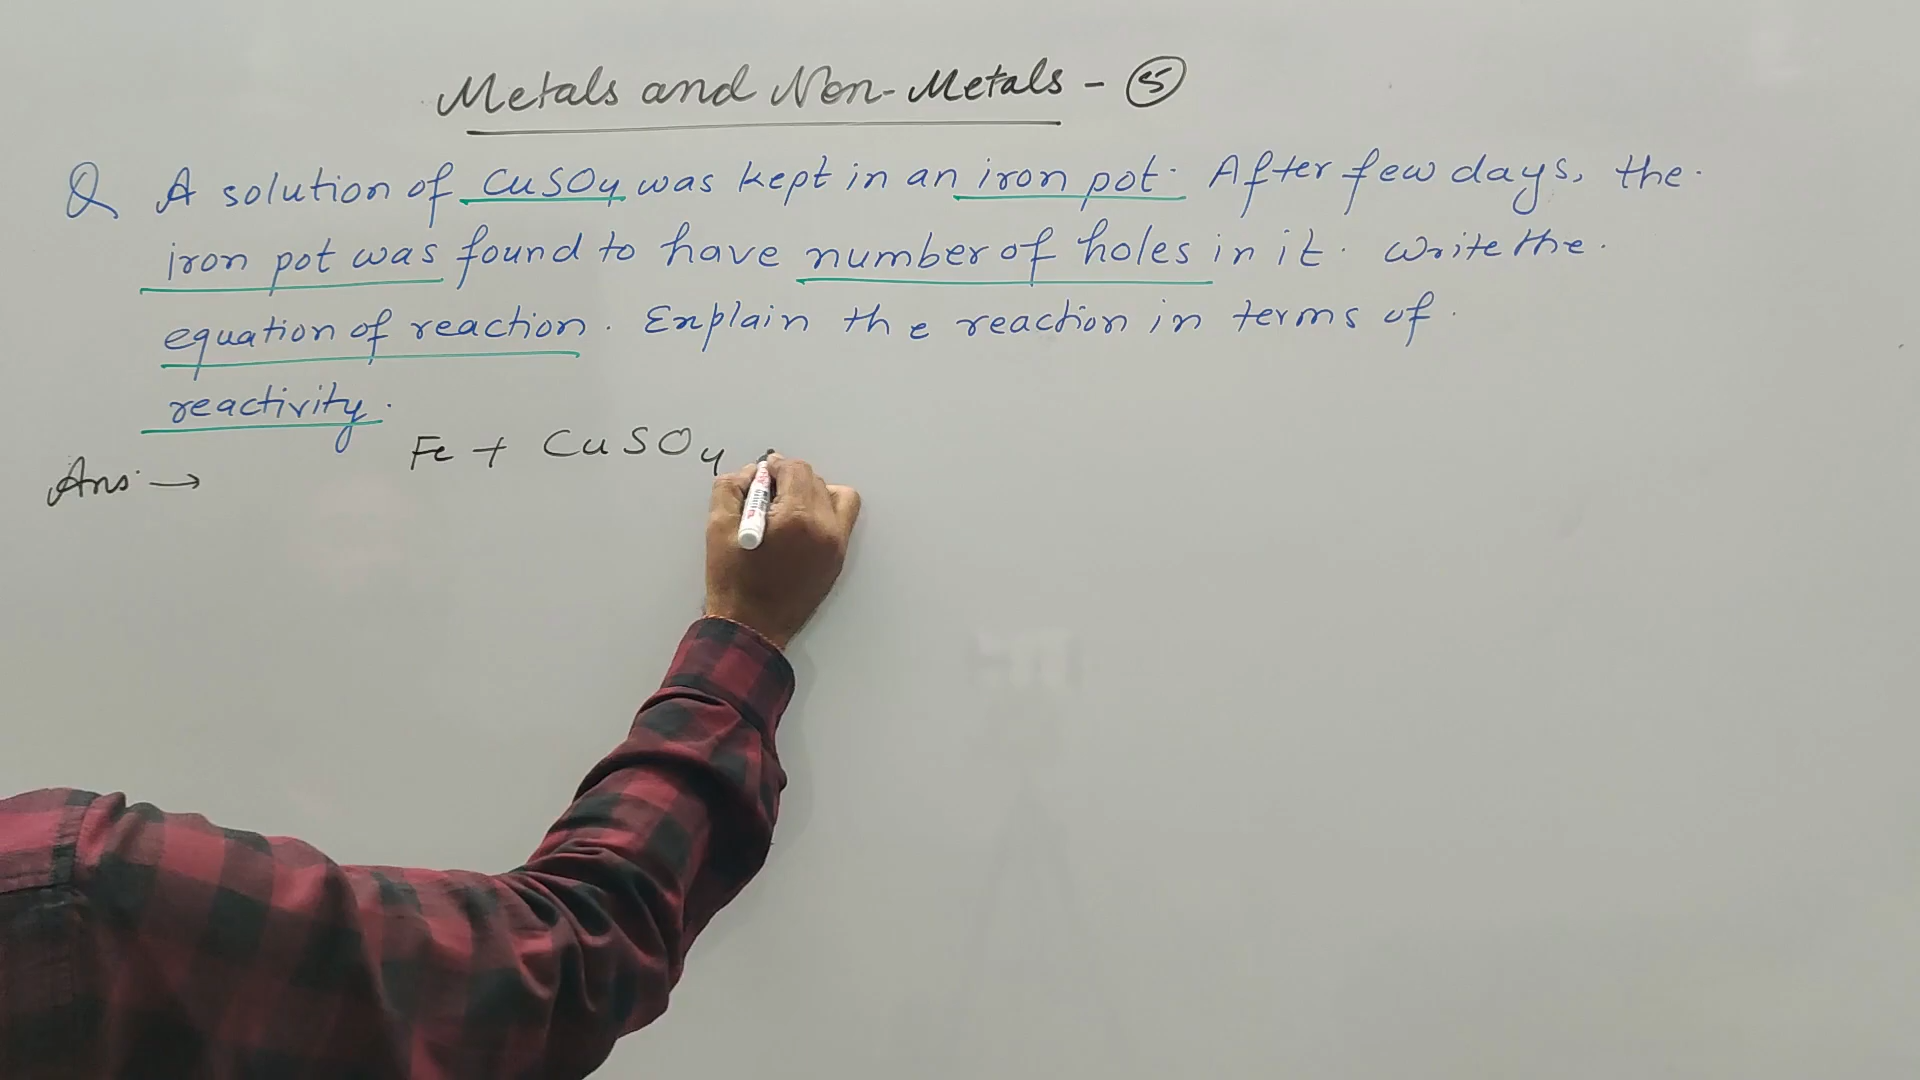 Metals and Non-Metals - 5
Q A solution of CuSO4 was kept in an iron pot. After few days, the
iron pot was found to have number of holes in it. Write the
equation of reaction. Explain the reaction in terms of
reactivity.
Fe + CuSO4
Ans →